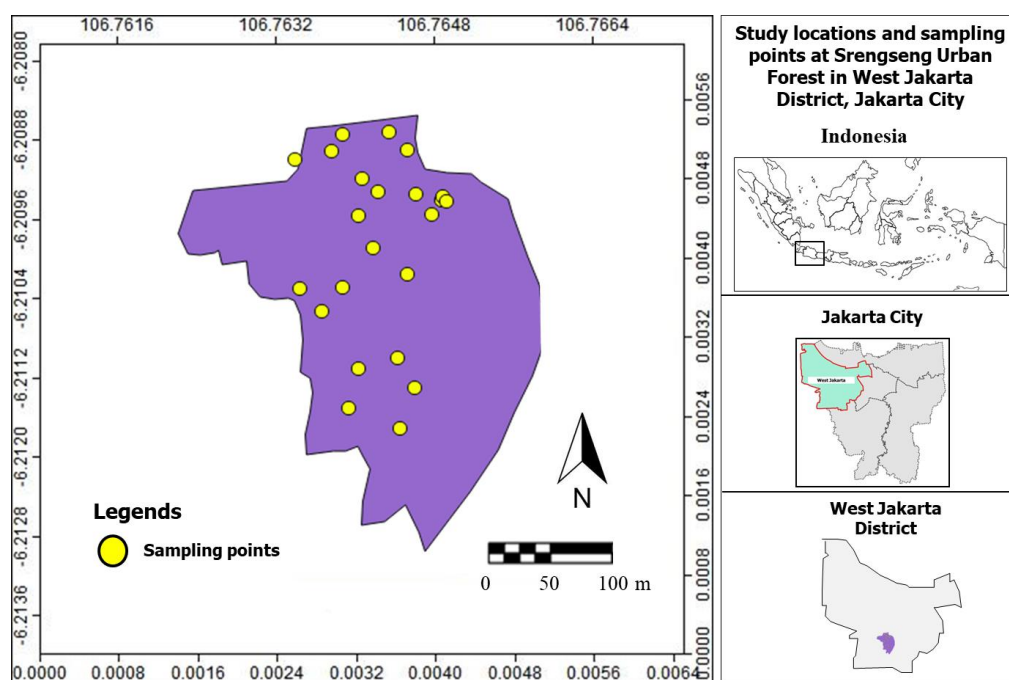 106.7616 106.7632 106.7648 106.7664
-6.2080
-6.2088
-6.2096
-6.2104
-6.2112
-6.2120
-6.2128
-6.2136
0.0056
0.0048
0.0040
0.0032
0.0024
0.0016
0.0008
0.0000
N
Legends
Sampling points
0 50 100 m
0.0000 0.0008 0.0016 0.0024 0.0032 0.0040 0.0048 0.0056 0.0064
Study locations and sampling
points at Srengseng Urban
Forest in West Jakarta
District, Jakarta City
Indonesia
Jakarta City
West Jakarta
West Jakarta
District